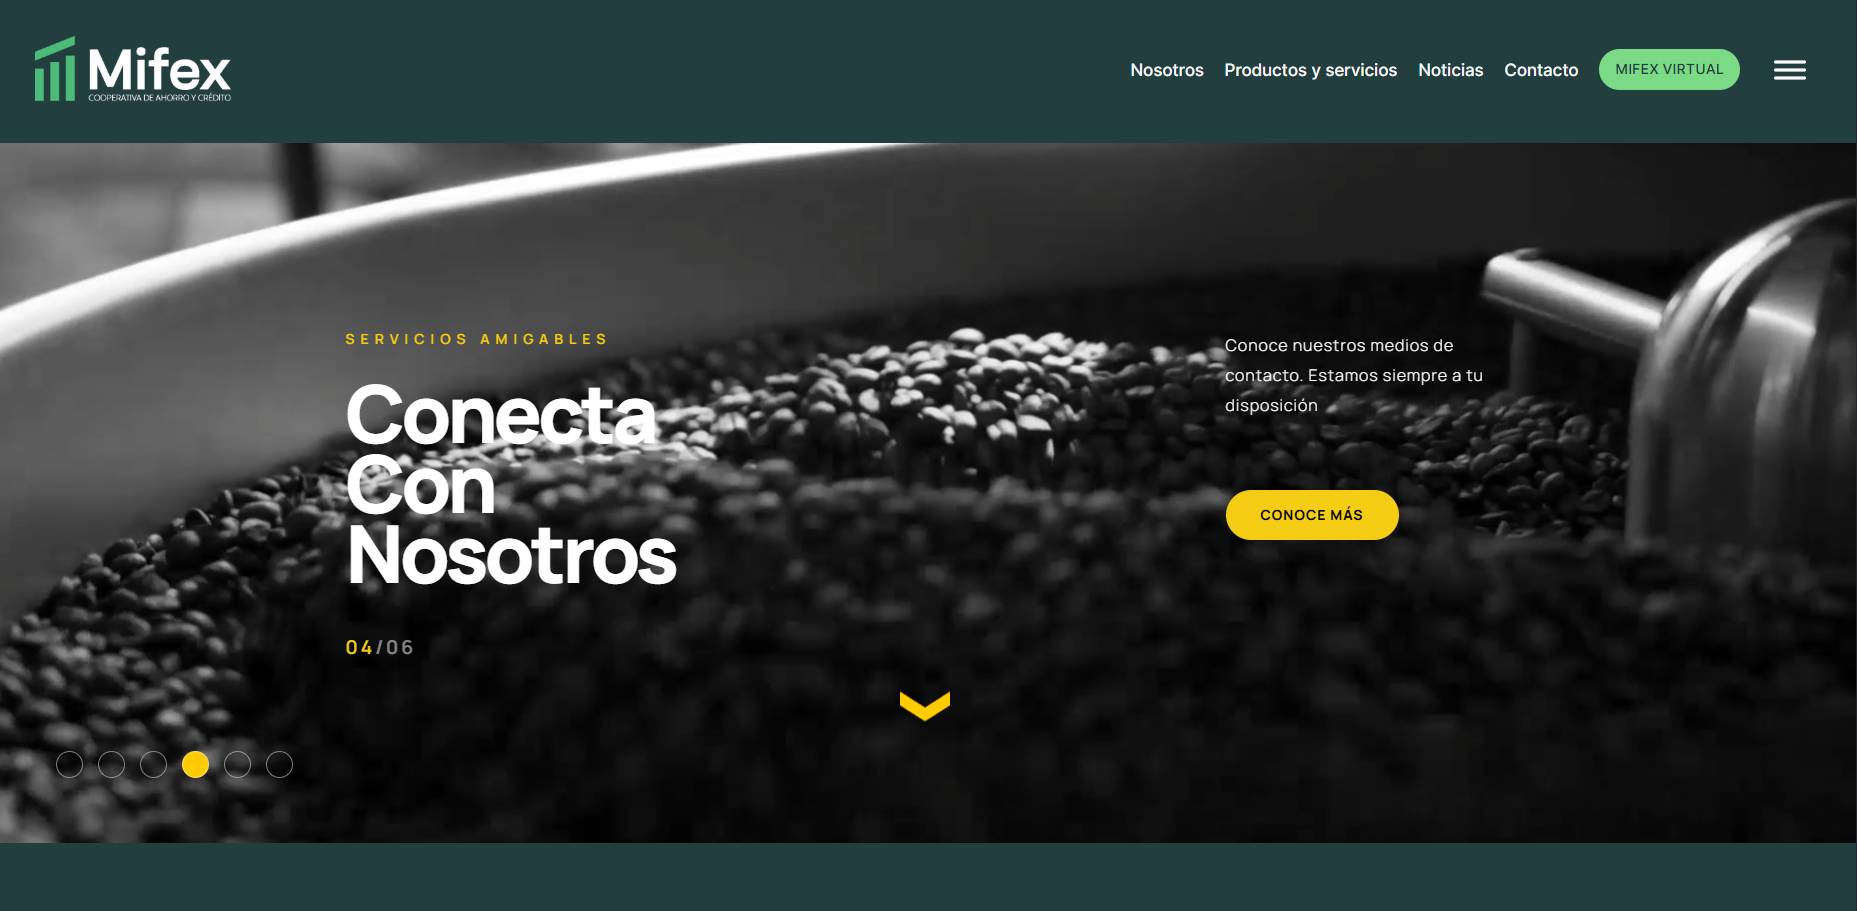 Mifex
COOPERATIVA DE AHORRO Y CRÉDITO
Nosotros
Productos y servicios
Noticias
Contacto
MIFEX VIRTUAL
SERVICIOS AMIGABLES
Conecta
Con
Nosotros
04/06
Conoce nuestros medios de
contacto. Estamos siempre a tu
disposición
CONOCE MÁS